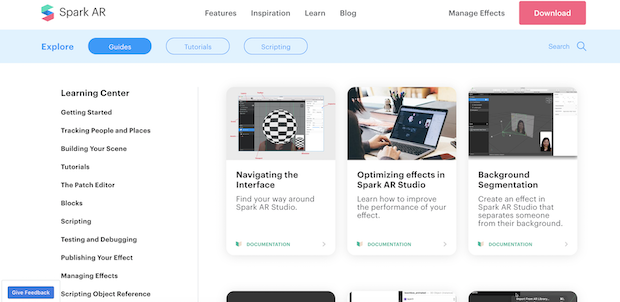 Spark AR
Features Inspiration Learn Blog
Manage Effects
Download
Explore
Guides
Tutorials
Scripting
Search
Learning Center
Getting Started
Tracking People and Places
Building Your Scene
Tutorials
The Patch Editor
Blocks
Scripting
Testing and Debugging
Publishing Your Effect
Managing Effects
Scripting Object Reference
Navigating the
Interface
Find your way around
Spark AR Studio.
DOCUMENTATION
Optimizing effects in
Spark AR Studio
Learn how to improve
the performance of your
effect.
DOCUMENTATION
Background
Segmentation
Create an effect in
Spark AR Studio that
separates someone
from their background.
DOCUMENTATION
Give Feedback